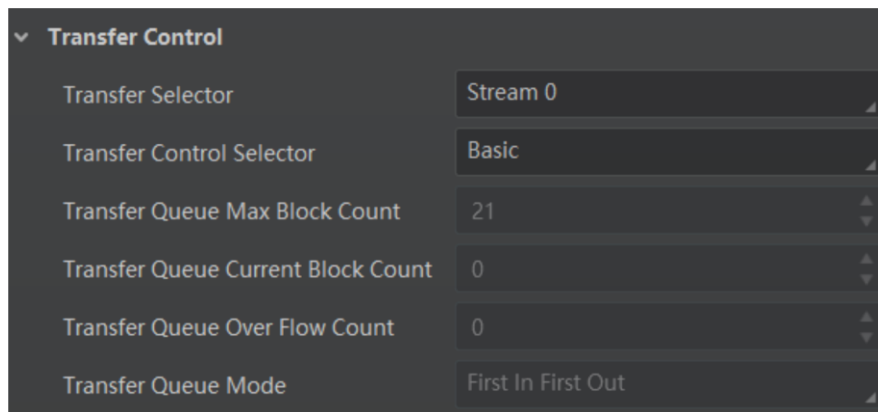 Transfer Control
Transfer Selector Stream 0
Transfer Control Selector Basic
Transfer Queue Max Block Count 21
Transfer Queue Current Block Count 0
Transfer Queue Over Flow Count 0
Transfer Queue Mode First In First Out